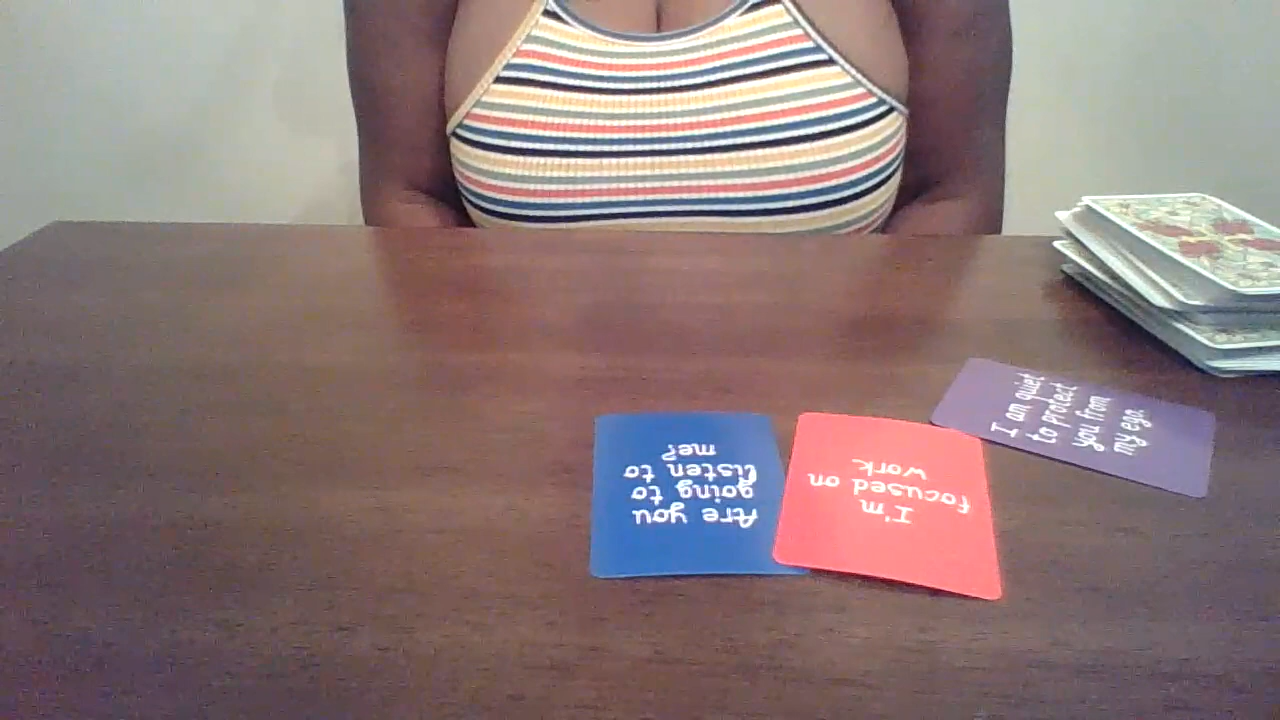 Are you
going to
listen to
me?
I'm
focused on
work
I am quiet
to protect
you from
my ego.